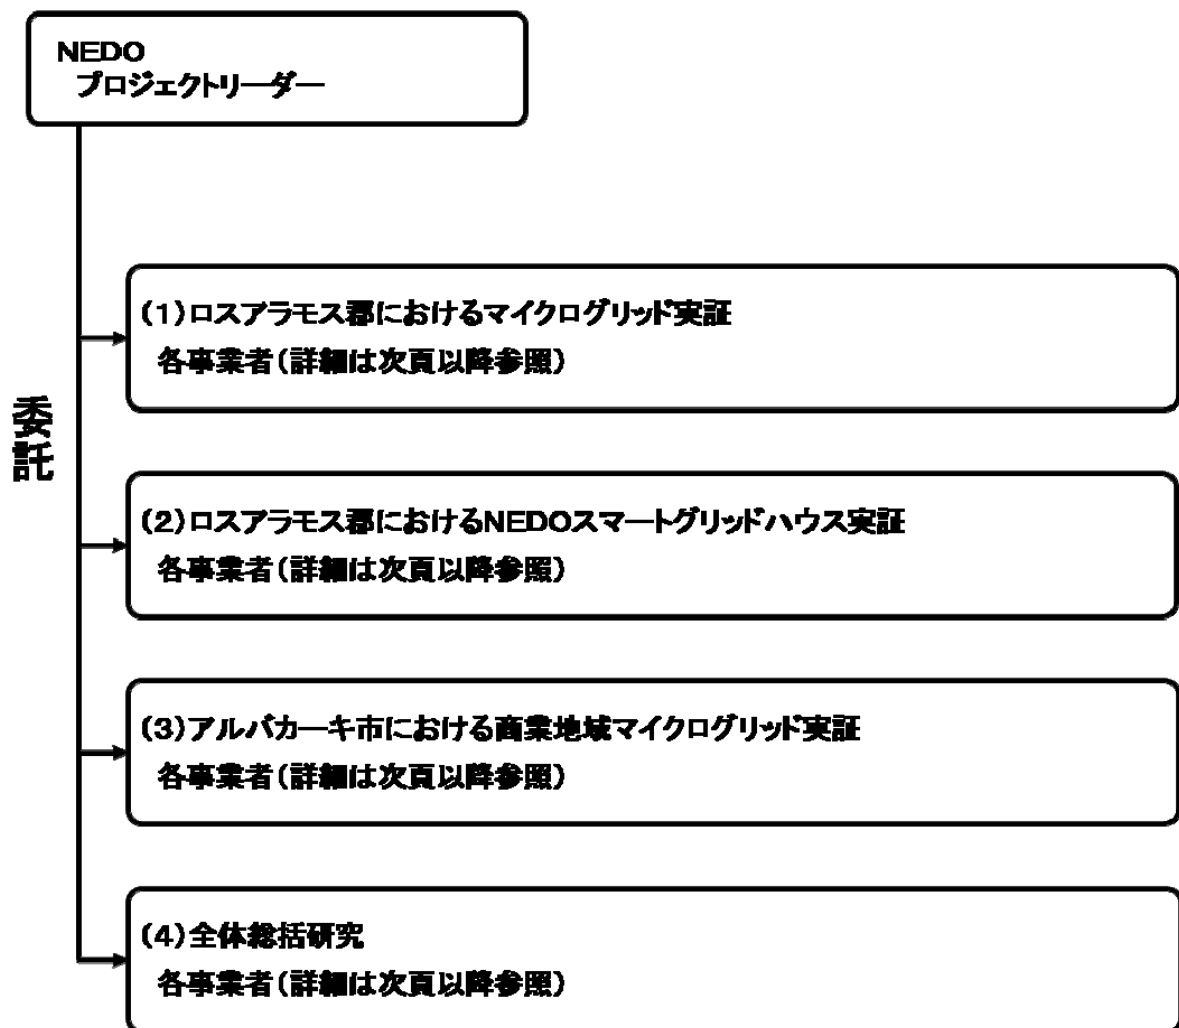 NEDO
プロジェクトリーダー
委託
(1)ロスアラモス郡におけるマイクログリッド実証
各事業者(詳細は次頁以降参照)
(2)ロスアラモス郡におけるNEDOスマートグリッドハウス実証
各事業者(詳細は次頁以降参照)
(3)アルバカーキ市における商業地域マイクログリッド実証
各事業者(詳細は次頁以降参照)
(4)全体総括研究
各事業者(詳細は次頁以降参照)